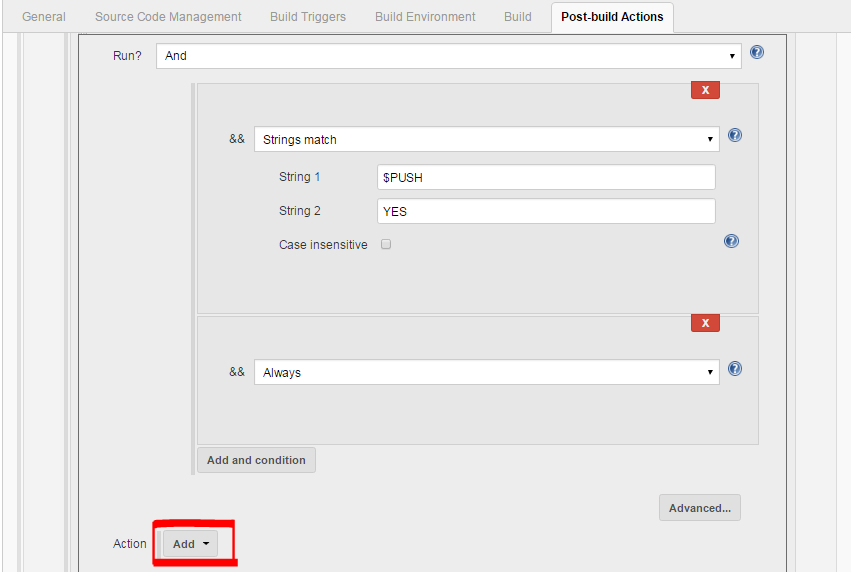 General Source Code Management Build Triggers Build Environment Build Post-build Actions
Run? And
X
&& Strings match
String 1 $PUSH
String 2 YES
Case insensitive
X
&& Always
Add and condition
Advanced...
Action Add